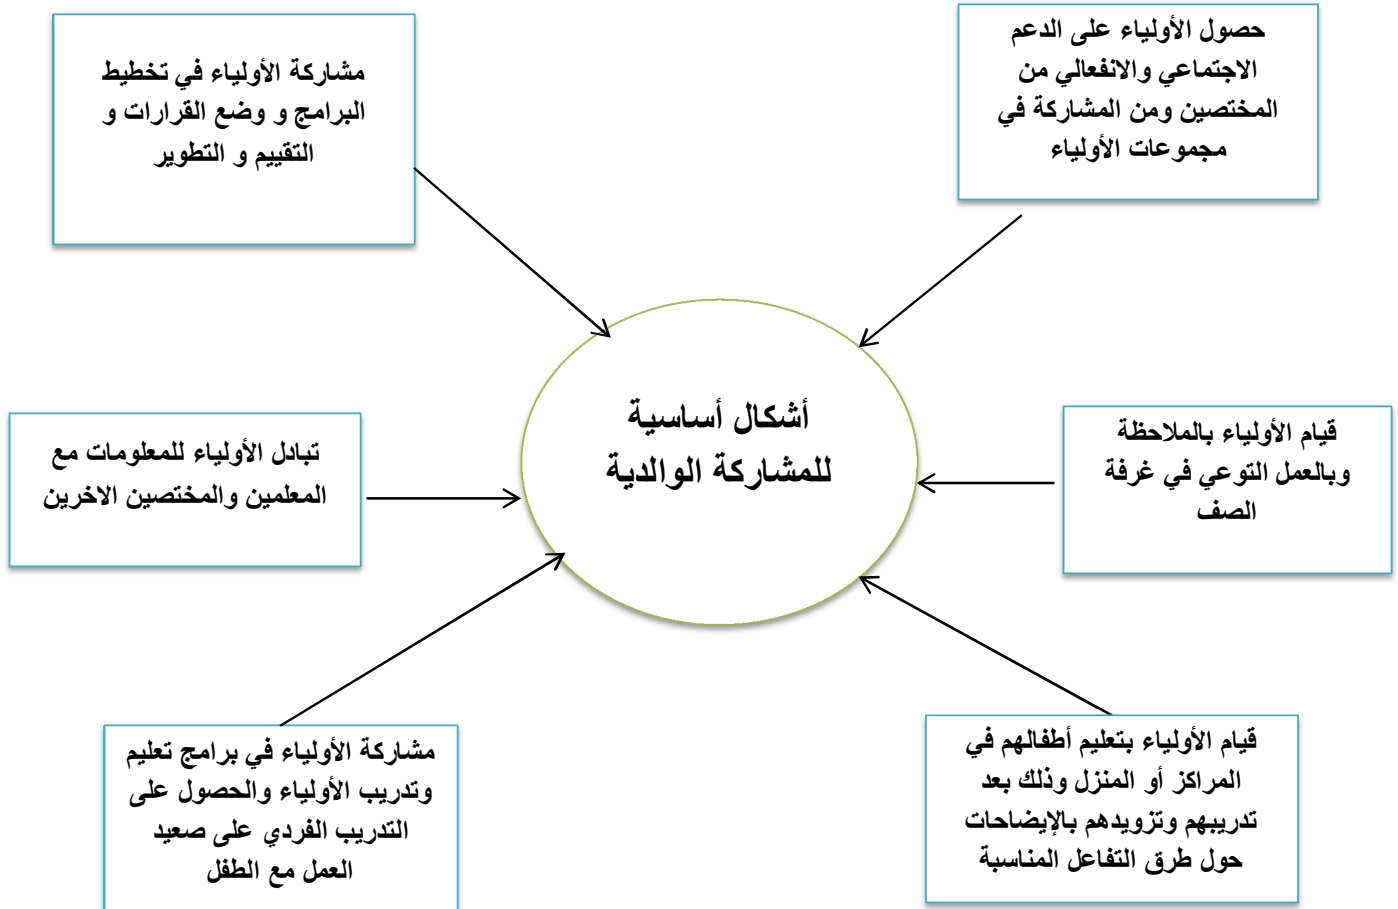 حصول الأولياء على الدعم
الاجتماعي والانفعالي من
المختصين ومن المشاركة في
مجموعات الأولياء
مشاركة الأولياء في تخطيط
البرامج و وضع القرارات و
التقييم و التطوير
أشكال أساسية
للمشاركة الوالدية
قيام الأولياء بالملاحظة
وبالعمل التوعي في غرفة
الصف
تبادل الأولياء للمعلومات مع
المعلمين والمختصين الاخرين
قيام الأولياء بتعليم أطفالهم في
المراكز أو المنزل وذلك بعد
تدريبهم وتزويدهم بالإيضاحات
حول طرق التفاعل المناسبة
مشاركة الأولياء في برامج تعليم
وتدريب الأولياء والحصول على
التدريب الفردي على صعيد
العمل مع الطفل